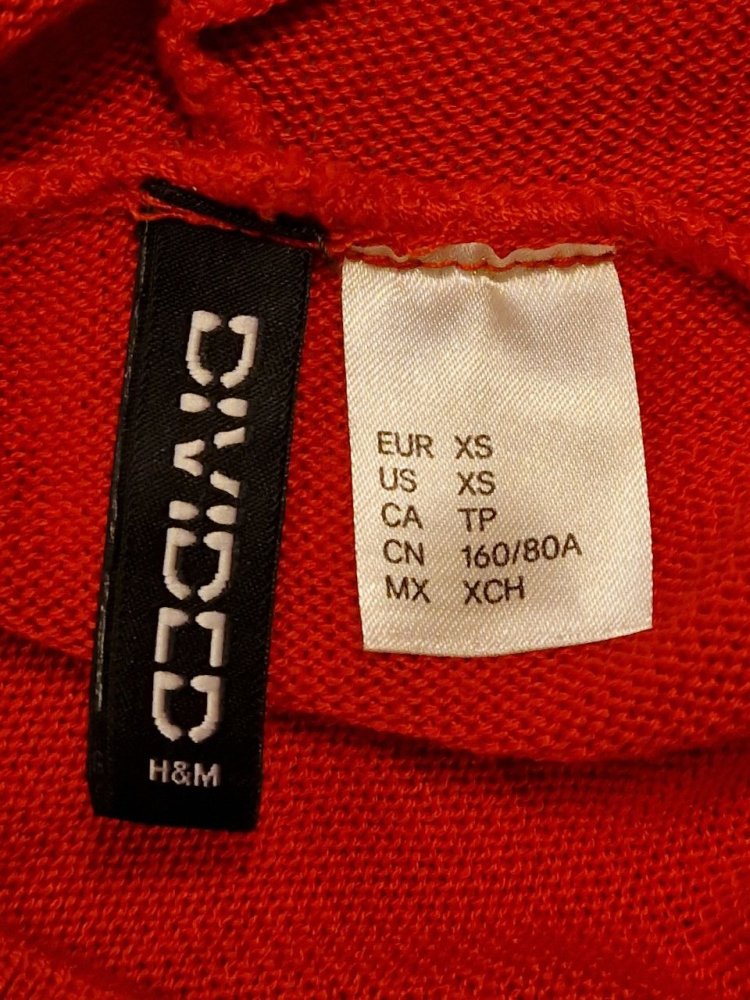 DIVIDED
H&M
EUR XS
US XS
CA TP
CN 160/80A
MX XCH